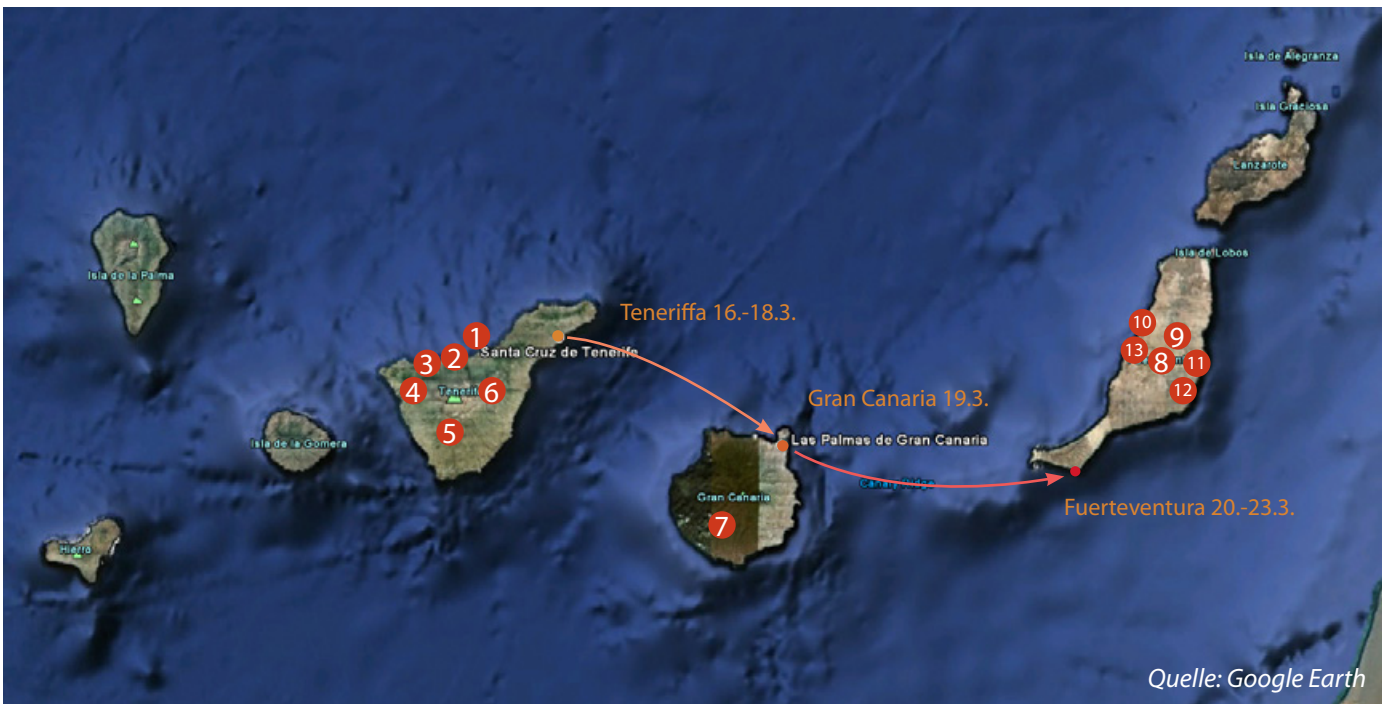 Isla de Alegranza
Isla Graciosa
Lanzarote
Isla de Lobos
Isla de la Palma
Teneriffa 16.-18.3.
1
Santa Cruz de Tenerife
2
3
4
Tenerife
6
5
10
9
13
8
11
12
Gran Canaria 19.3.
Isla de la Gomera
Las Palmas de Gran Canaria
Canary Ridge
Gran Canaria
Fuerteventura 20.-23.3.
7
Hierro
Quelle: Google Earth